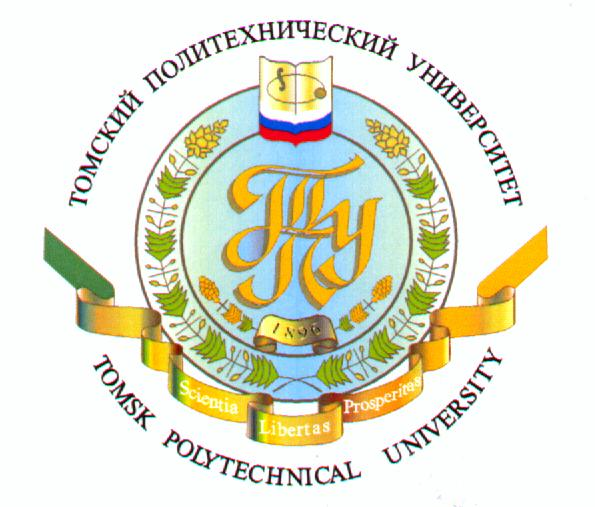 ТОМСКИЙ ПОЛИТЕХНИЧЕСКИЙ УНИВЕРСИТЕТ
ТПУ
1896
Scientia
Libertas
Prosperitas
TOMSK POLYTECHNICAL UNIVERSITY